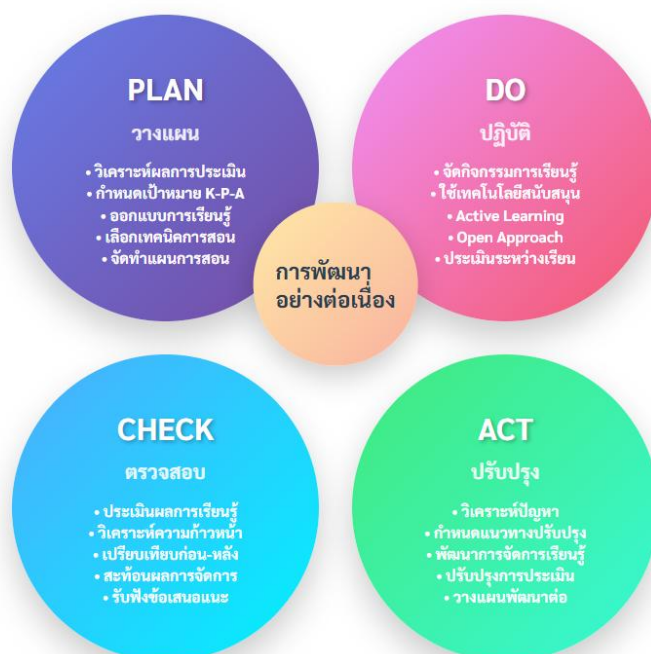 PLAN
วางแผน
• วิเคราะห์ผลการประเมิน
• กำหนดเป้าหมาย K-P-A
• ออกแบบการเรียนรู้
• เลือกเทคนิคการสอน
• จัดทำแผนการสอน
DO
ปฏิบัติ
• จัดกิจกรรมการเรียนรู้
• ใช้เทคโนโลยีสนับสนุน
• Active Learning
• Open Approach
• ประเมินระหว่างเรียน
การพัฒนา
อย่างต่อเนื่อง
CHECK
ตรวจสอบ
• ประเมินผลการเรียนรู้
• วิเคราะห์ความก้าวหน้า
• เปรียบเทียบก่อน-หลัง
• สะท้อนผลการจัดการ
• รับฟังข้อเสนอแนะ
ACT
ปรับปรุง
• วิเคราะห์ปัญหา
• กำหนดแนวทางปรับปรุง
• พัฒนาการจัดการเรียนรู้
• ปรับปรุงการประเมิน
• วางแผนพัฒนาต่อ